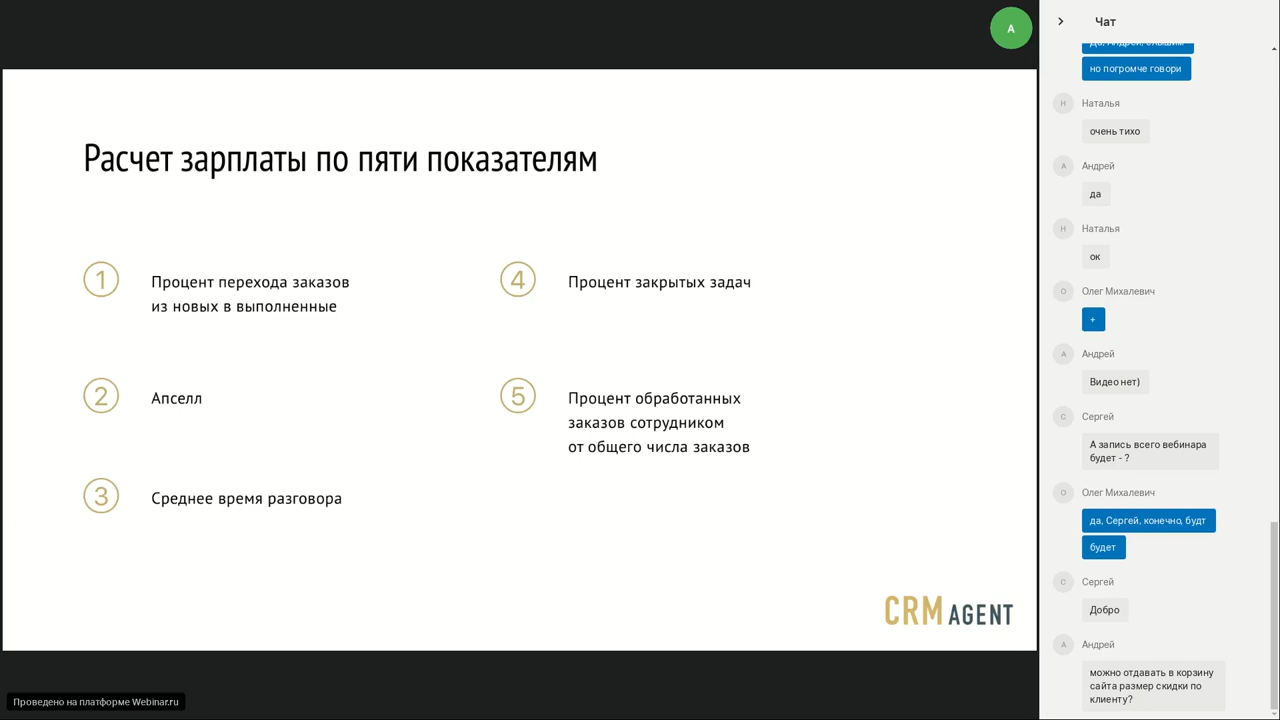 А
Расчет зарплаты по пяти показателям
1
Процент перехода заказов
из новых в выполненные
2
Апселл
3
Среднее время разговора
4
Процент закрытых задач
5
Процент обработанных
заказов сотрудником
от общего числа заказов
CRM AGENT
Проведено на платформе Webinar.ru
Чат
Да, Андрей, слышим
но погромче говори
Н
Наталья
очень тихо
А
Андрей
да
Н
Наталья
ок
О
Олег Михалевич
+
А
Андрей
Видео нет)
С
Сергей
А запись всего вебинара
будет - ?
О
Олег Михалевич
да, Сергей, конечно, будт
будет
С
Сергей
Добро
А
Андрей
можно отдавать в корзину
сайта размер скидки по
клиенту?